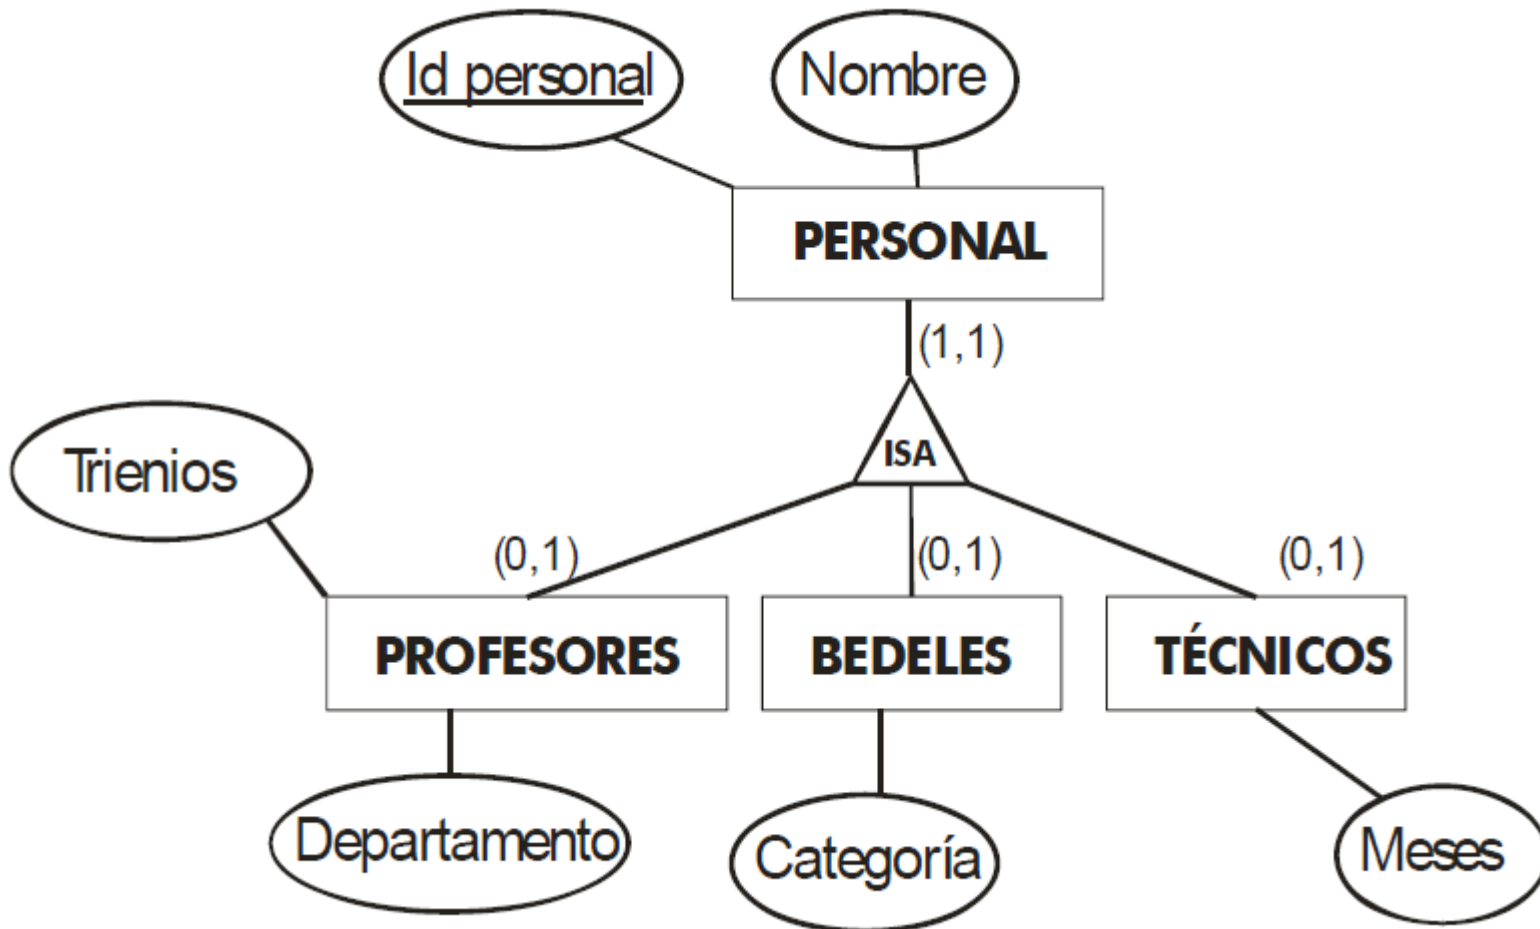 Id personal
Nombre
PERSONAL
(1,1)
ISA
Trienios
(0,1)
(0,1)
(0,1)
PROFESORES
BEDELES
TÉCNICOS
Departamento
Categoría
Meses